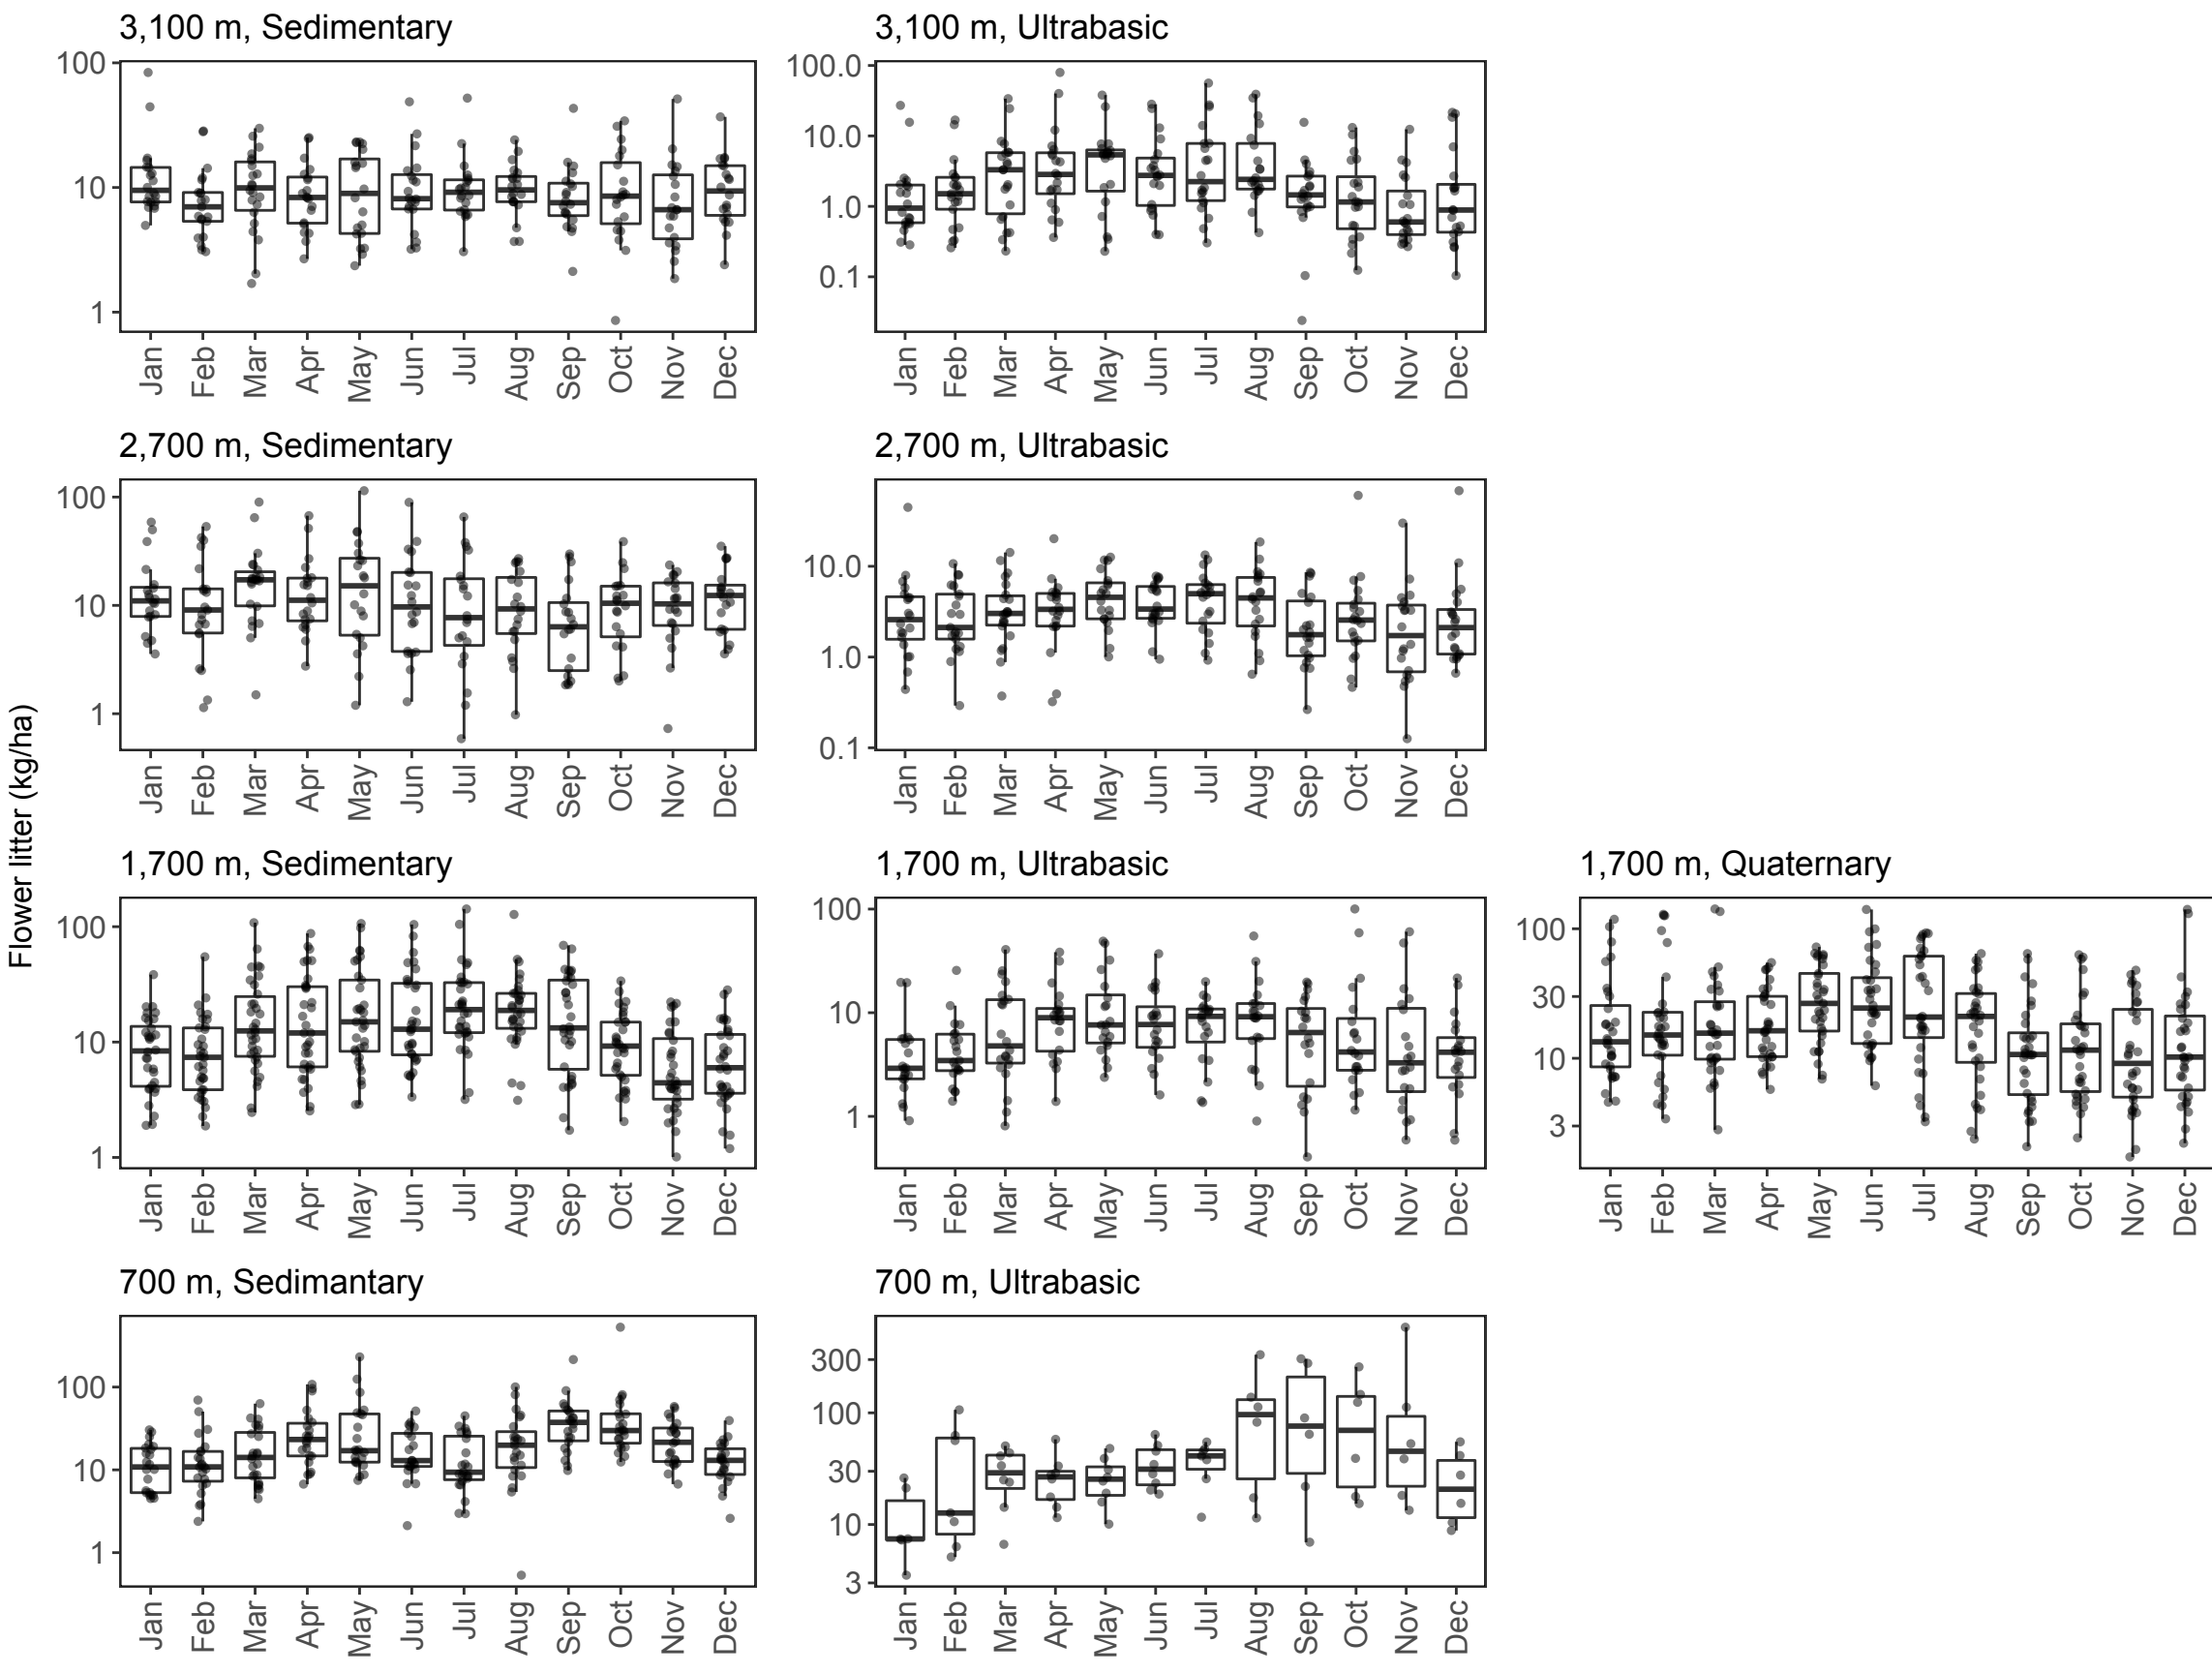 Flower litter (kg/ha)
3,100 m, Sedimentary
100
10
1
Jan Feb Mar Apr May Jun Jul Aug Sep Oct Nov Dec
3,100 m, Ultrabasic
100.0
10.0
1.0
0.1
Jan Feb Mar Apr May Jun Jul Aug Sep Oct Nov Dec
2,700 m, Sedimentary
100
10
1
Jan Feb Mar Apr May Jun Jul Aug Sep Oct Nov Dec
2,700 m, Ultrabasic
10.0
1.0
0.1
Jan Feb Mar Apr May Jun Jul Aug Sep Oct Nov Dec
1,700 m, Sedimentary
100
10
1
Jan Feb Mar Apr May Jun Jul Aug Sep Oct Nov Dec
1,700 m, Ultrabasic
100
10
1
Jan Feb Mar Apr May Jun Jul Aug Sep Oct Nov Dec
1,700 m, Quaternary
100
30
10
3
Jan Feb Mar Apr May Jun Jul Aug Sep Oct Nov Dec
700 m, Sedimantary
100
10
1
Jan Feb Mar Apr May Jun Jul Aug Sep Oct Nov Dec
700 m, Ultrabasic
300
100
30
10
3
Jan Feb Mar Apr May Jun Jul Aug Sep Oct Nov Dec